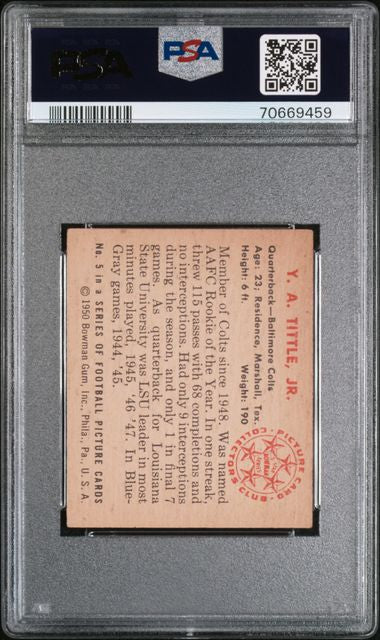 PSA
PSA
70669459
Y. A. TITTLE, JR.
Quarterback—Baltimore Colts
Age: 23, Residence, Marshall, Tex.
Height: 6 ft. Weight: 190
Member of Colts since 1948. Was named
AAFC Rookie of the Year. In one streak,
threw 115 passes with 68 completions and
no interceptions. Had only 9 interceptions
during the season, and only 1 in final 7
games. As quarterback for Louisiana
State University was LSU leader in most
minutes played, 1945, '46 '47. In Blue-
Gray games, 1944, '45.
No. 5 in a SERIES OF FOOTBALL PICTURE CARDS
© 1950 Bowman Gum, Inc., Phila., Pa., U. S. A.
PICTURE CARD
COLLECTORS CLUB